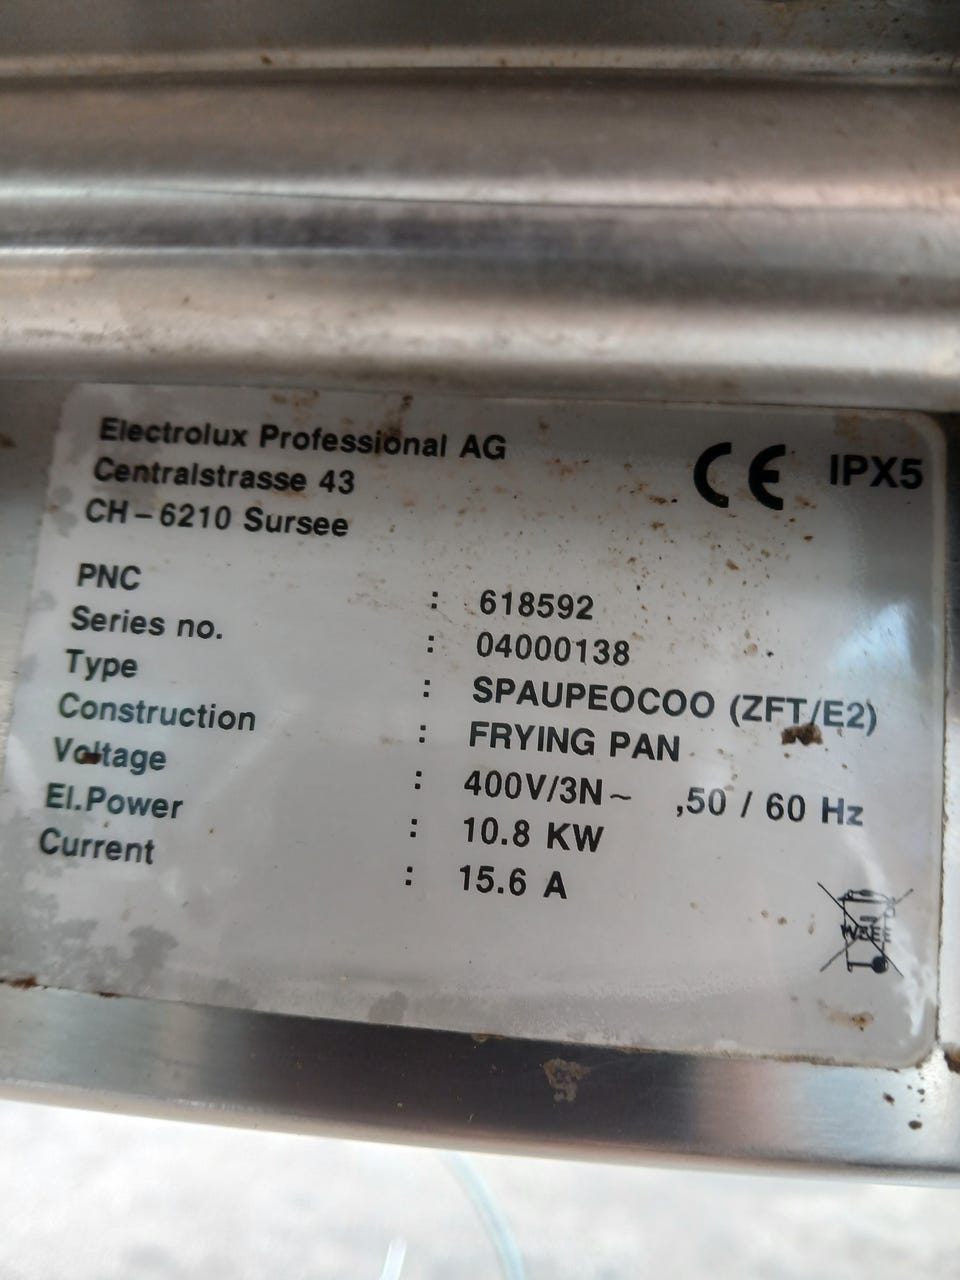 Electrolux Professional AG
Centralstrasse 43
CH-6210 Sursee
CE IPX5
PNC : 618592
Series no. : 04000138
Type : SPAUPEOCOO (ZFT/E2)
Construction : FRYING PAN
Voltage : 400V/3N~ ,50 / 60 Hz
El.Power : 10.8 KW
Current : 15.6 A